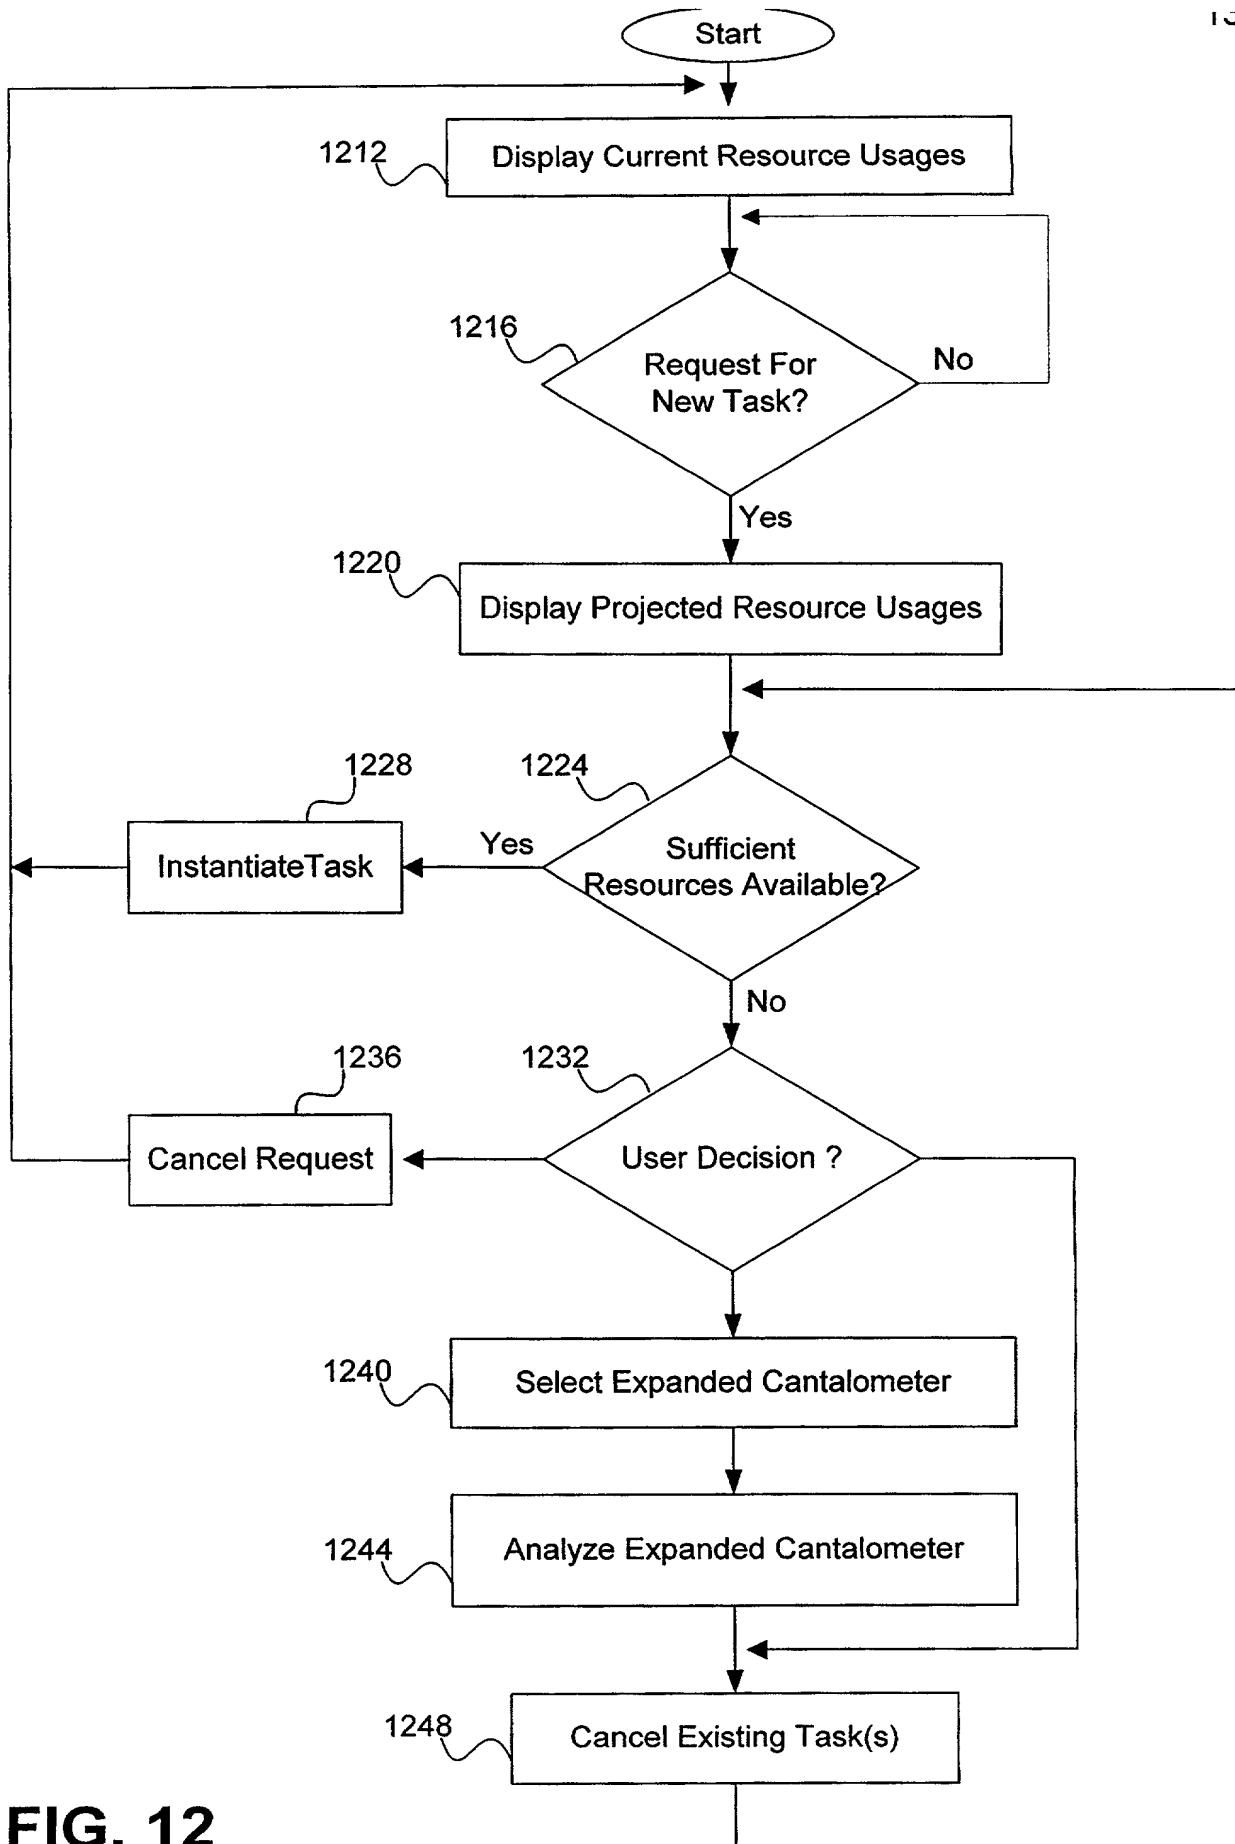 Start
1212
Display Current Resource Usages
1216
Request For
New Task?
No
Yes
1220
Display Projected Resource Usages
1228
1224
InstantiateTask
Yes
Sufficient
Resources Available?
No
1236
1232
Cancel Request
User Decision ?
1240
Select Expanded Cantalometer
1244
Analyze Expanded Cantalometer
1248
Cancel Existing Task(s)
FIG. 12